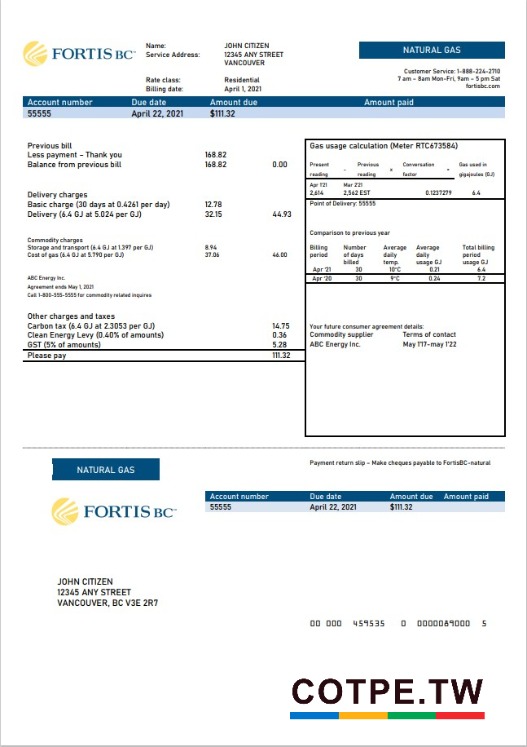 FORTIS BC™
Name: JOHN CITIZEN
Service Address: 12345 ANY STREET
VANCOUVER
Rate class: Residential
Billing date: April 1, 2021
NATURAL GAS
Customer Service: 1-888-224-2710
7 am - 8am Mon-Fri, 9am - 5 pm Sat
fortisbc.com
Account number Due date Amount due Amount paid
55555 April 22, 2021 $111.32
Previous bill
Less payment - Thank you 168.82
Balance from previous bill 168.82 0.00
Delivery charges
Basic charge (30 days at 0.4261 per day) 12.78
Delivery (6.4 GJ at 5.024 per GJ) 32.15 44.93
Commodity charges
Storage and transport (6.4 GJ at 1.397 per GJ) 8.94
Cost of gas (6.4 GJ at 5.790 per GJ) 37.06 46.00
ABC Energy Inc.
Agreement ends May 1, 2021
Call 1-800-555-5555 for commodity related inquires
Other charges and taxes
Carbon tax (6.4 GJ at 2.3053 per GJ) 14.75
Clean Energy Levy (0.40% of amounts) 0.36
GST (5% of amounts) 5.28
Please pay 111.32
Gas usage calculation (Meter RTC673584)
Present reading - Previous reading x Conversation factor = Gas used in gigajoules (GJ)
Apr 1'21 Mar 2'21
2,614 2,562 EST 0.1237279 6.4
Point of Delivery: 55555
Comparison to previous year
Billing period Number of days billed Average daily temp. Average daily usage GJ Total billing period usage GJ
Apr '21 30 10°C 0.21 6.4
Apr '20 30 9°C 0.24 7.2
Your future consumer agreement details:
Commodity supplier Terms of contact
ABC Energy Inc. May 1'17-may 1'22
NATURAL GAS
Payment return slip - Make cheques payable to FortisBC-natural
FORTIS BC™
Account number Due date Amount due Amount paid
55555 April 22, 2021 $111.32
JOHN CITIZEN
12345 ANY STREET
VANCOUVER, BC V3E 2R7
00 000 459535 0 0000089000 5
COTPE.TW